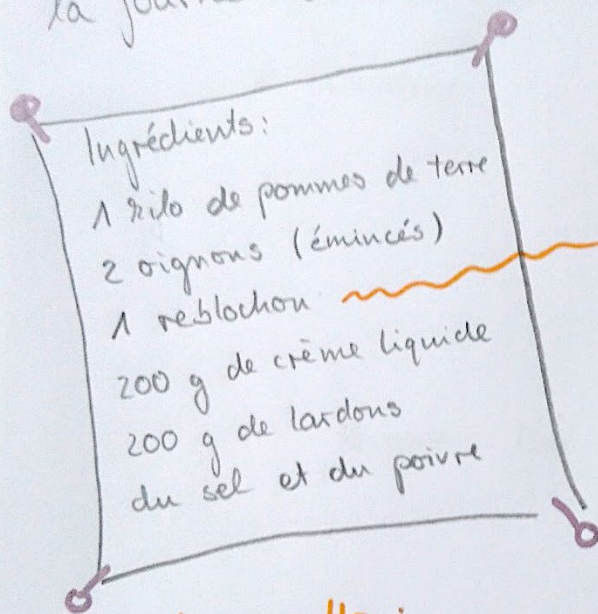 la
Ingrédients:
1 kilo de pommes de terre
2 oignons (émincés)
1 reblochon
200 g de crème liquide
200 g de lardons
du sel et du poivre